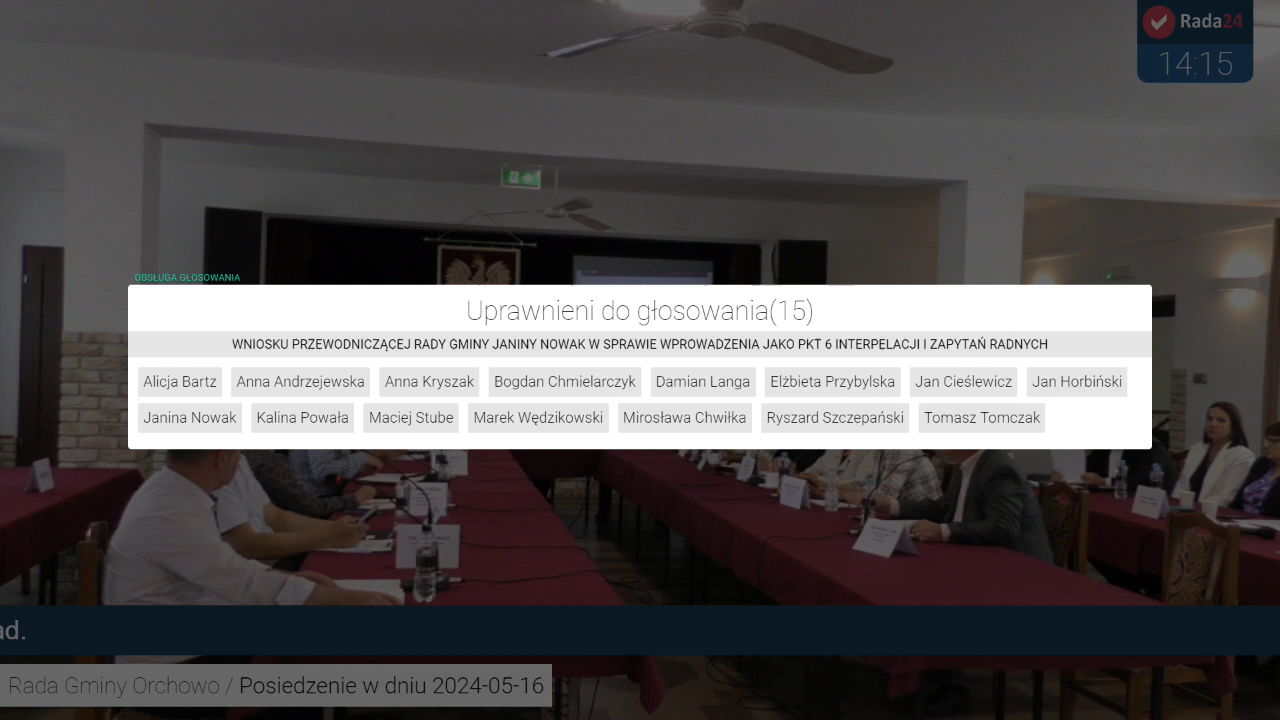 Rada24
14:15
OBSŁUGA GŁOSOWANIA
Uprawnieni do głosowania(15)
WNIOSKU PRZEWODNICZĄCEJ RADY GMINY JANINY NOWAK W SPRAWIE WPROWADZENIA JAKO PKT 6 INTERPELACJI I ZAPYTAŃ RADNYCH
Alicja Bartz Anna Andrzejewska Anna Kryszak Bogdan Chmielarczyk Damian Langa Elżbieta Przybylska Jan Cieślewicz Jan Horbiński
Janina Nowak Kalina Powała Maciej Stube Marek Wędzikowski Mirosława Chwiłka Ryszard Szczepański Tomasz Tomczak
ad.
Rada Gminy Orchowo / Posiedzenie w dniu 2024-05-16